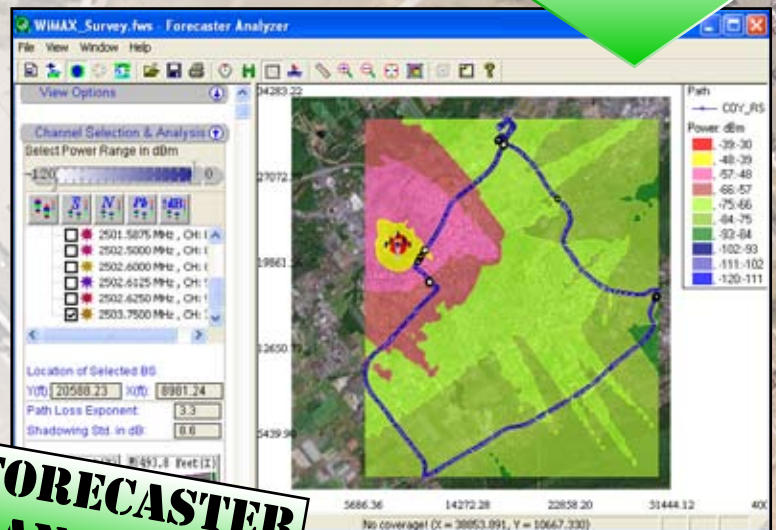 WiMAX_Survey.fws - Forecaster Analyzer
File View Window Help
View Options
Channel Selection & Analysis
Select Power Range in dBm
-120
0
S N Pb
2501.5875 MHz , CH:
2502.5000 MHz , CH:
2502.6000 MHz , CH:
2502.6125 MHz , CH:
2502.6250 MHz , CH:
2503.7500 MHz , CH:
Location of Selected BS
Y(ft) 20588.23 X(ft) 8981.24
Path Loss Exponent: 3.3
Shadowing Std. in dB:
34283.22
27072.
19861.
12650.
5439.9
5686.36 14272.28 22858.20 31444.12 400
No coverage! (X = 38853.891, Y = 10667.330)
Path
COY_RS
Power dBm
-39:-30
-48:-39
-57:-48
-66:-57
-75:-66
-84:-75
-93:-84
-102:-93
-111:-102
-120:-111
FORECASTER